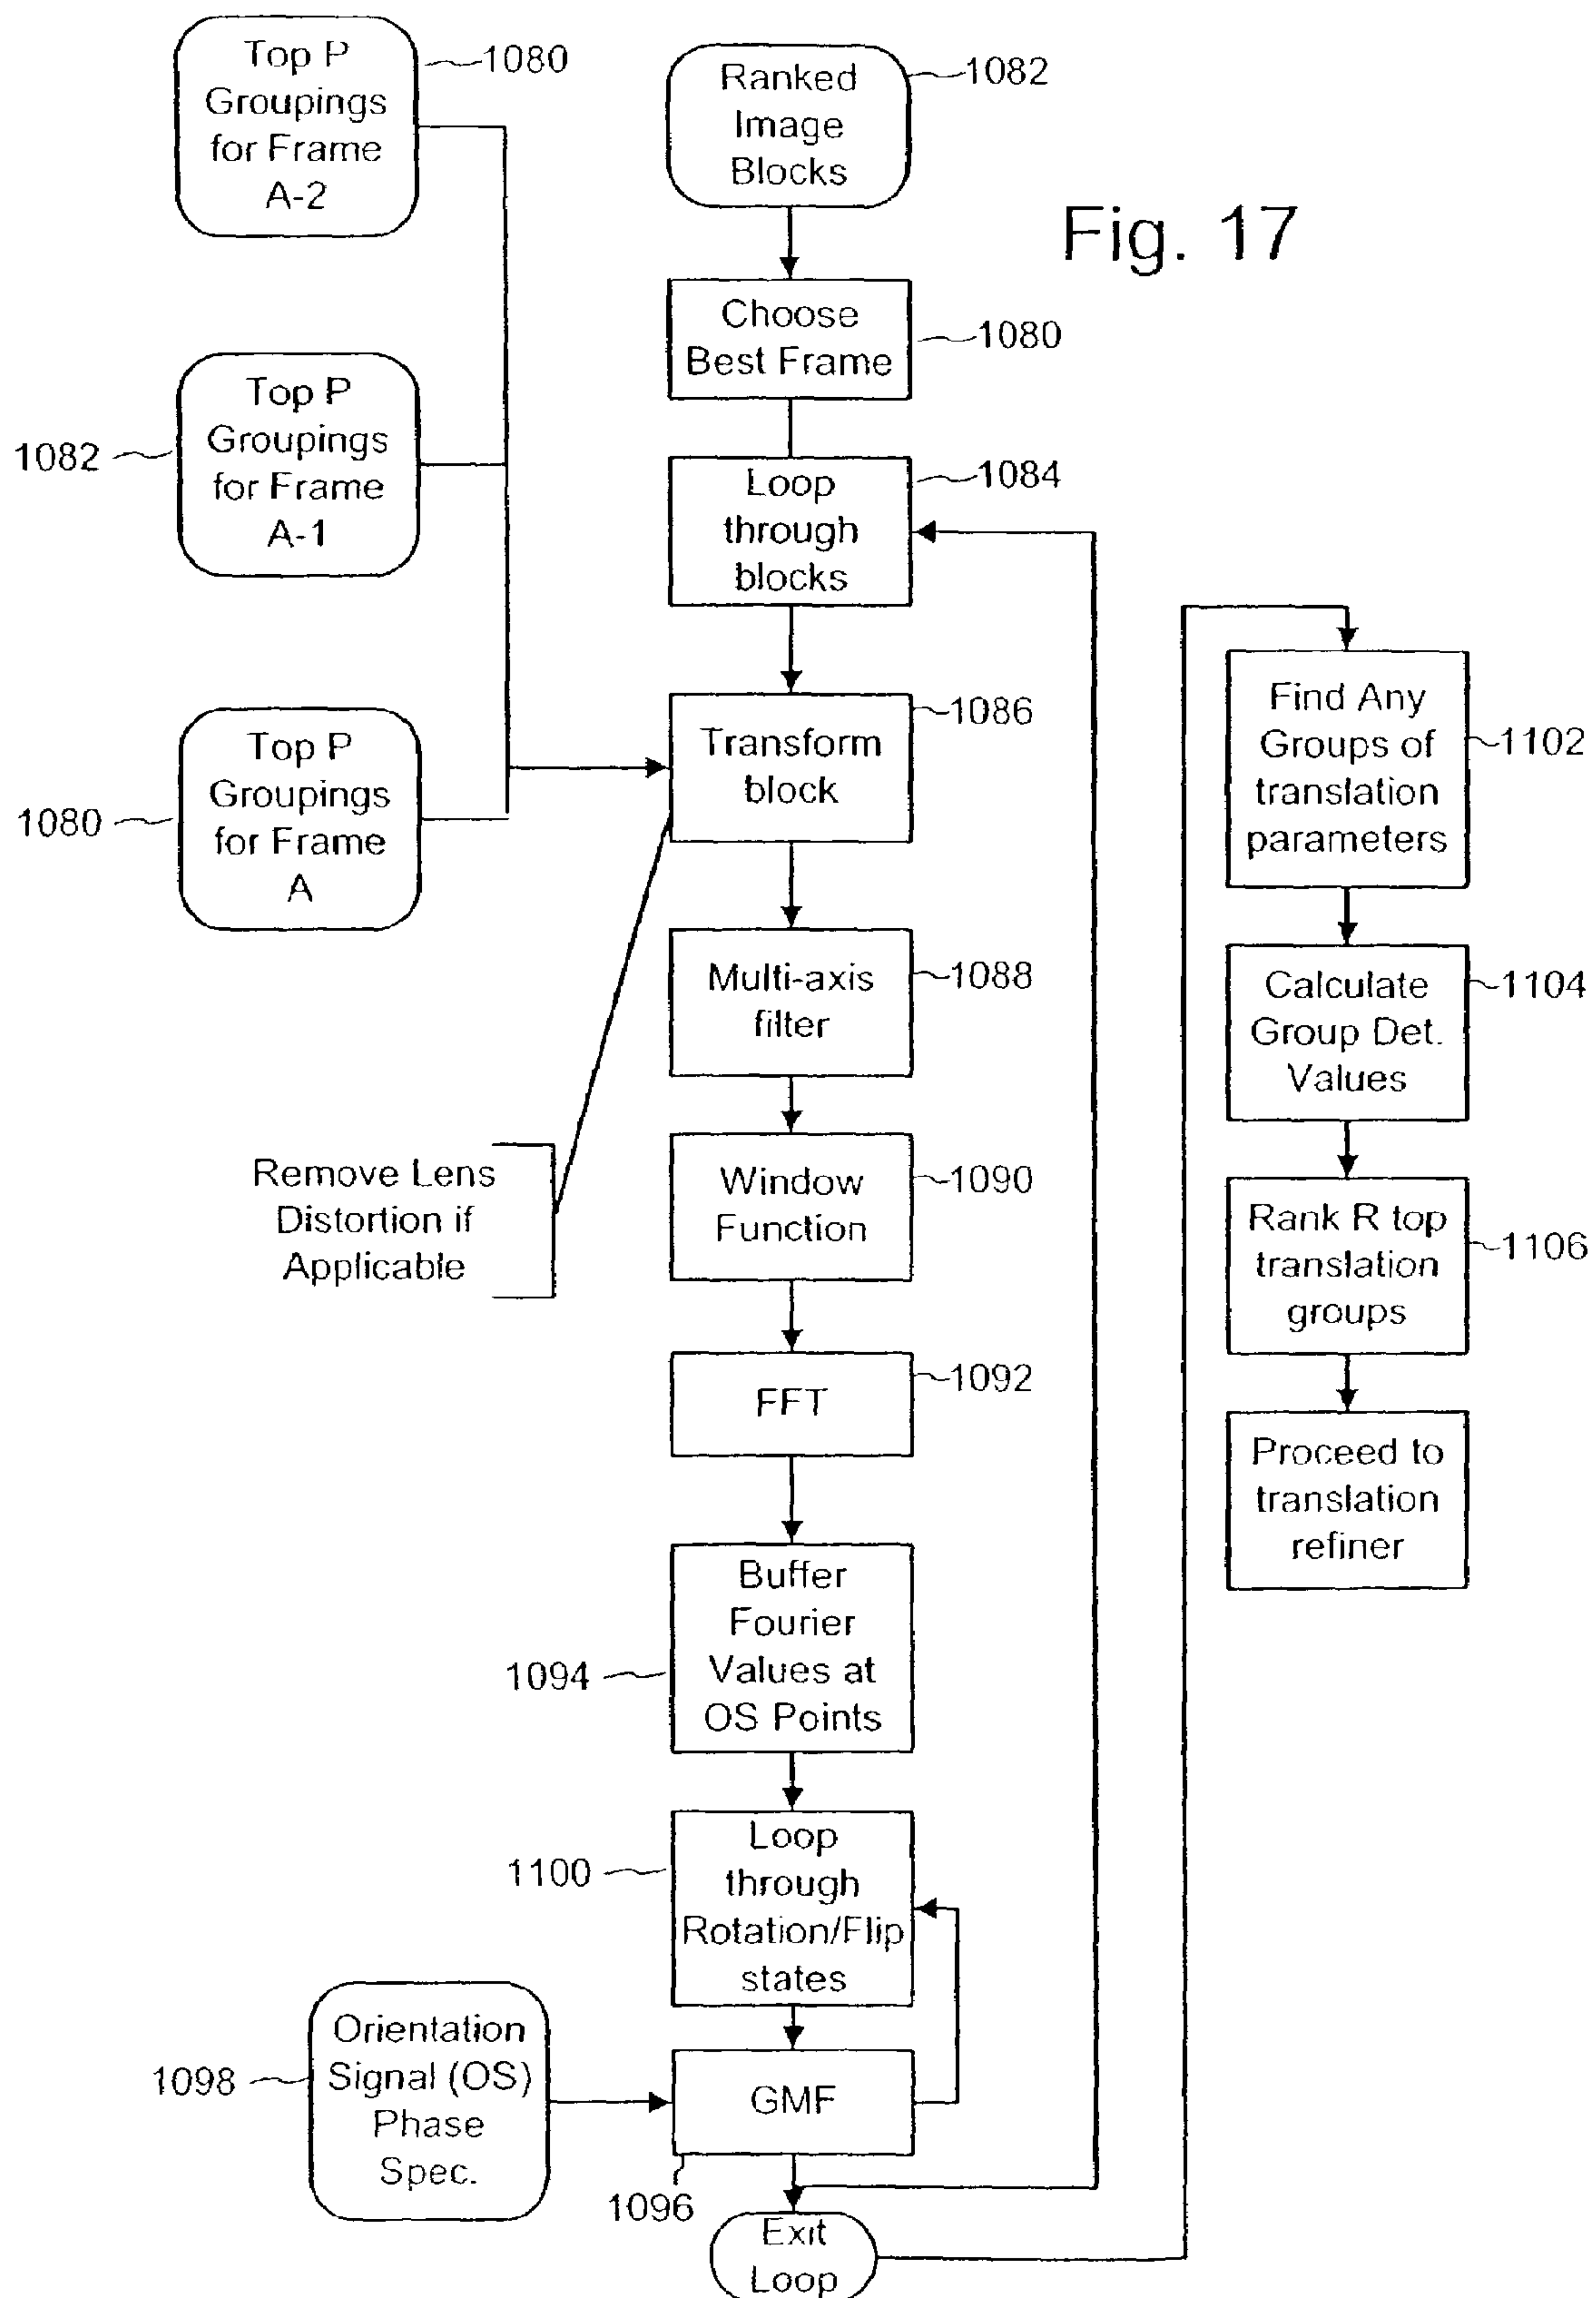 Top P
Groupings
for Frame
A-2
1080
Ranked
Image
Blocks
1082
Fig. 17
Choose
Best Frame
1080
Top P
Groupings
for Frame
A-1
1082
Loop
through
blocks
1084
Top P
Groupings
for Frame
A
1080
Transform
block
1086
Find Any
Groups of
translation
parameters
1102
Multi-axis
filter
1088
Calculate
Group Det.
Values
1104
Remove Lens
Distortion if
Applicable
Window
Function
1090
Rank R top
translation
groups
1106
FFT
1092
Proceed to
translation
refiner
Buffer
Fourier
Values at
OS Points
1094
Loop
through
Rotation/Flip
states
1100
Orientation
Signal (OS)
Phase
Spec.
1098
GMF
1096
Exit
Loop